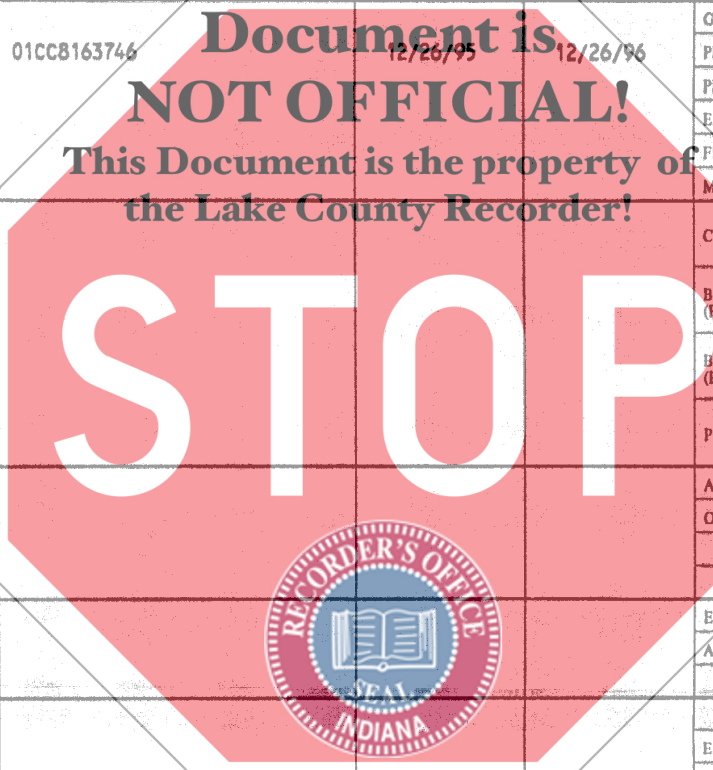 Document is
01CC8163746 12/26/95 12/26/96
NOT OFFICIAL!
This Document is the property of
the Lake County Recorder!
STOP
RECORDER'S OFFICE
SEAL
INDIANA